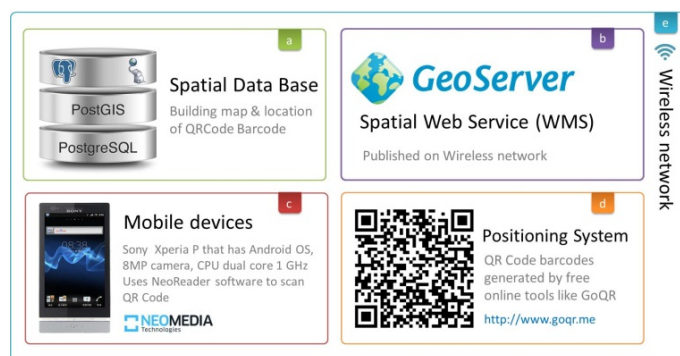 a
Spatial Data Base
Building map & location
of QRCode Barcode
PostGIS
PostgreSQL
b
GeoServer
Spatial Web Service (WMS)
Published on Wireless network
e
Wireless network
c
SONY
08:38
Mobile devices
Sony Xperia P that has Android OS,
8MP camera, CPU dual core 1 GHz
Uses NeoReader software to scan
QR Code
NEOMEDIA
Technologies
d
Positioning System
QR Code barcodes
generated by free
online tools like GoQR
http://www.goqr.me